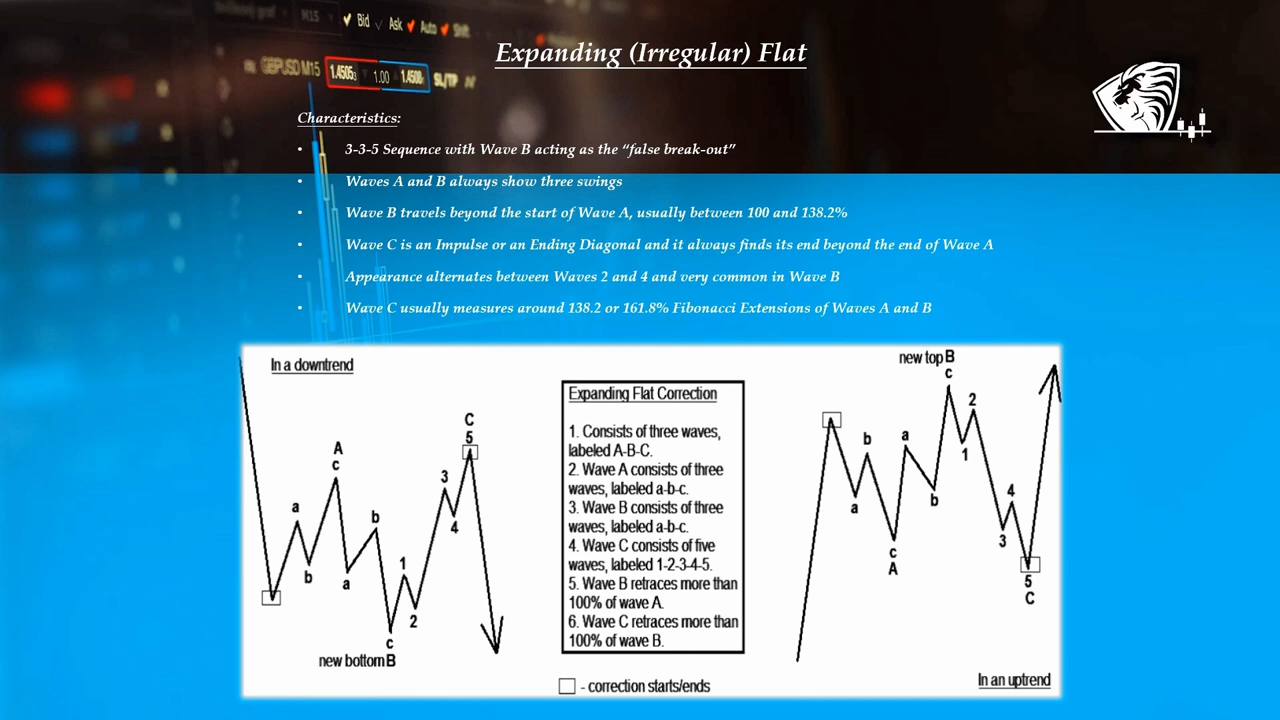 M15
Bid
Ask
Auto
Shift
GBPUSD M15
1.4505
1.00
1.4508
SL/TP
Expanding (Irregular) Flat
Characteristics:
• 3-3-5 Sequence with Wave B acting as the “false break-out”
• Waves A and B always show three swings
• Wave B travels beyond the start of Wave A, usually between 100 and 138.2%
• Wave C is an Impulse or an Ending Diagonal and it always finds its end beyond the end of Wave A
• Appearance alternates between Waves 2 and 4 and very common in Wave B
• Wave C usually measures around 138.2 or 161.8% Fibonacci Extensions of Waves A and B
In a downtrend
C
5
A
c
3
a
b
4
b
a
1
2
c
new bottom B
Expanding Flat Correction
1. Consists of three waves,
labeled A-B-C.
2. Wave A consists of three
waves, labeled a-b-c.
3. Wave B consists of three
waves, labeled a-b-c.
4. Wave C consists of five
waves, labeled 1-2-3-4-5.
5. Wave B retraces more than
100% of wave A.
6. Wave C retraces more than
100% of wave B.
- correction starts/ends
new top B
c
2
b
a
1
a
b
4
3
c
A
5
C
In an uptrend